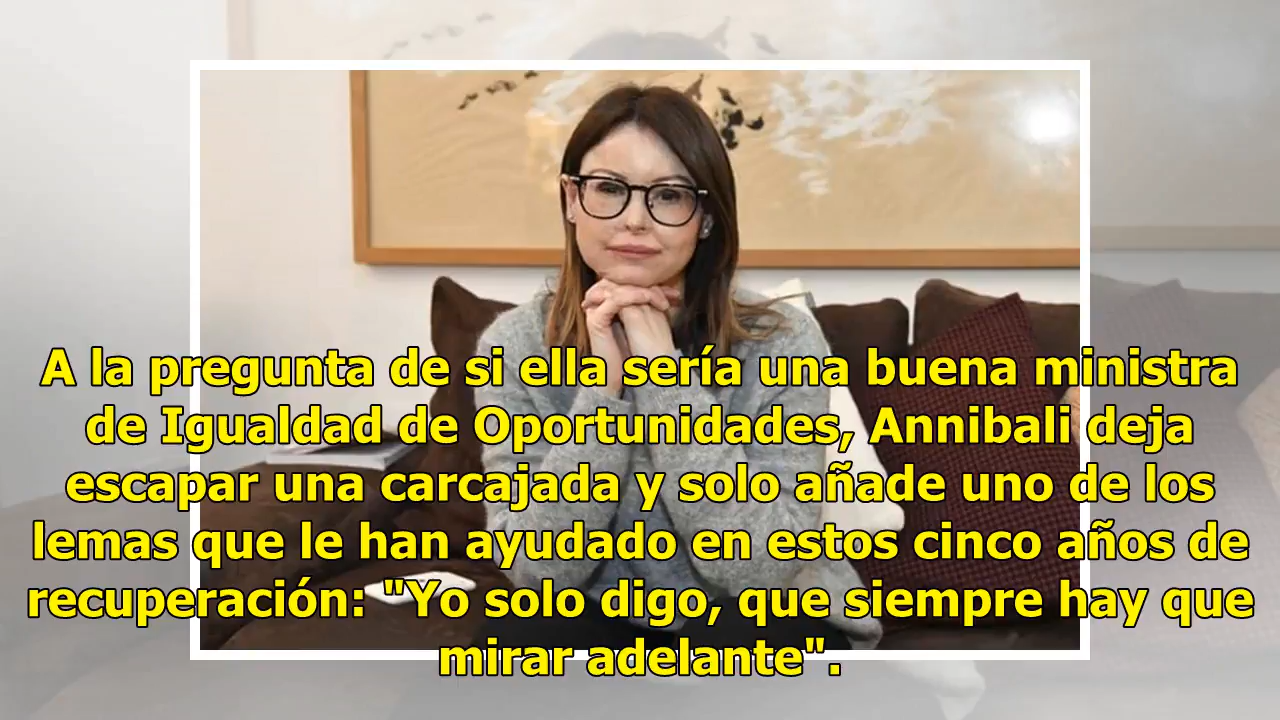 A la pregunta de si ella sería una buena ministra
de Igualdad de Oportunidades, Annibali deja
escapar una carcajada y solo añade uno de los
lemas que le han ayudado en estos cinco años de
recuperación: "Yo solo digo, que siempre hay que
mirar adelante".